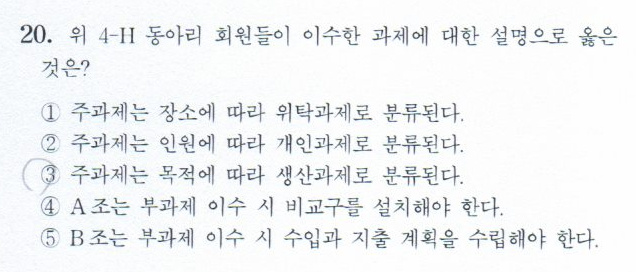 20. 위 4-H 동아리 회원들이 이수한 과제에 대한 설명으로 옳은
것은?
① 주과제는 장소에 따라 위탁과제로 분류된다.
② 주과제는 인원에 따라 개인과제로 분류된다.
③ 주과제는 목적에 따라 생산과제로 분류된다.
④ A 조는 부과제 이수 시 비교구를 설치해야 한다.
⑤ B 조는 부과제 이수 시 수입과 지출 계획을 수립해야 한다.